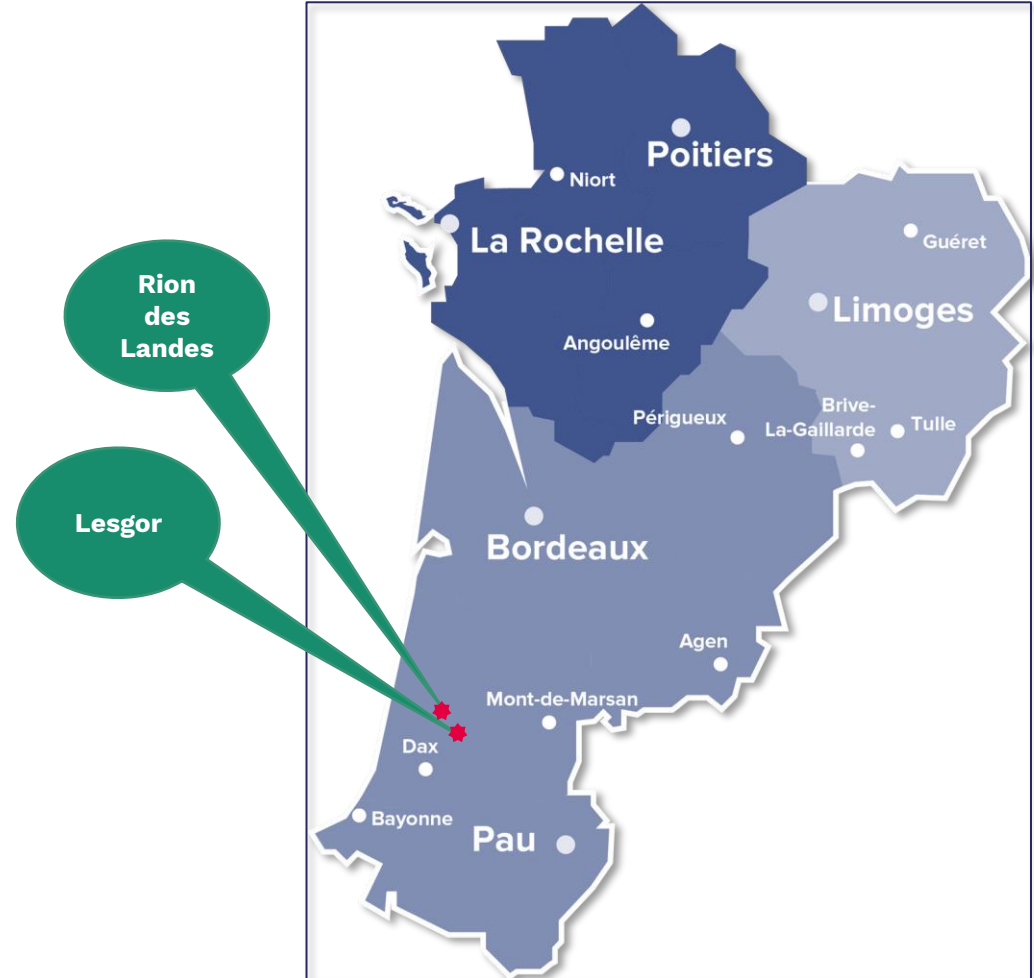 Poitiers
Niort
La Rochelle
Guéret
Rion
des
Landes
Limoges
Angoulême
Périgueux
Brive-
La-Gaillarde
Tulle
Lesgor
Bordeaux
Agen
Mont-de-Marsan
Dax
Bayonne
Pau